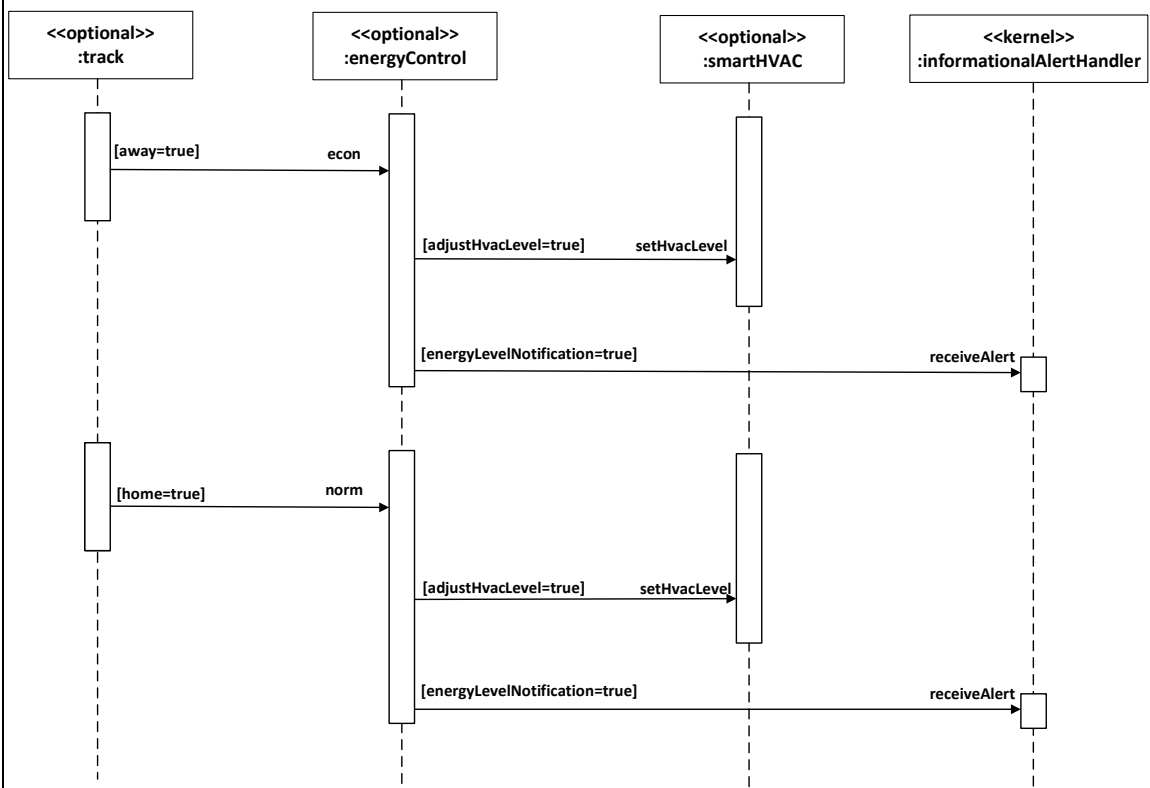 <<optional>>
:track
<<optional>>
:energyControl
<<optional>>
:smartHVAC
<<kernel>>
:informationalAlertHandler
[away=true]
econ
[adjustHvacLevel=true]
setHvacLevel
[energyLevelNotification=true]
receiveAlert
[home=true]
norm
[adjustHvacLevel=true]
setHvacLevel
[energyLevelNotification=true]
receiveAlert